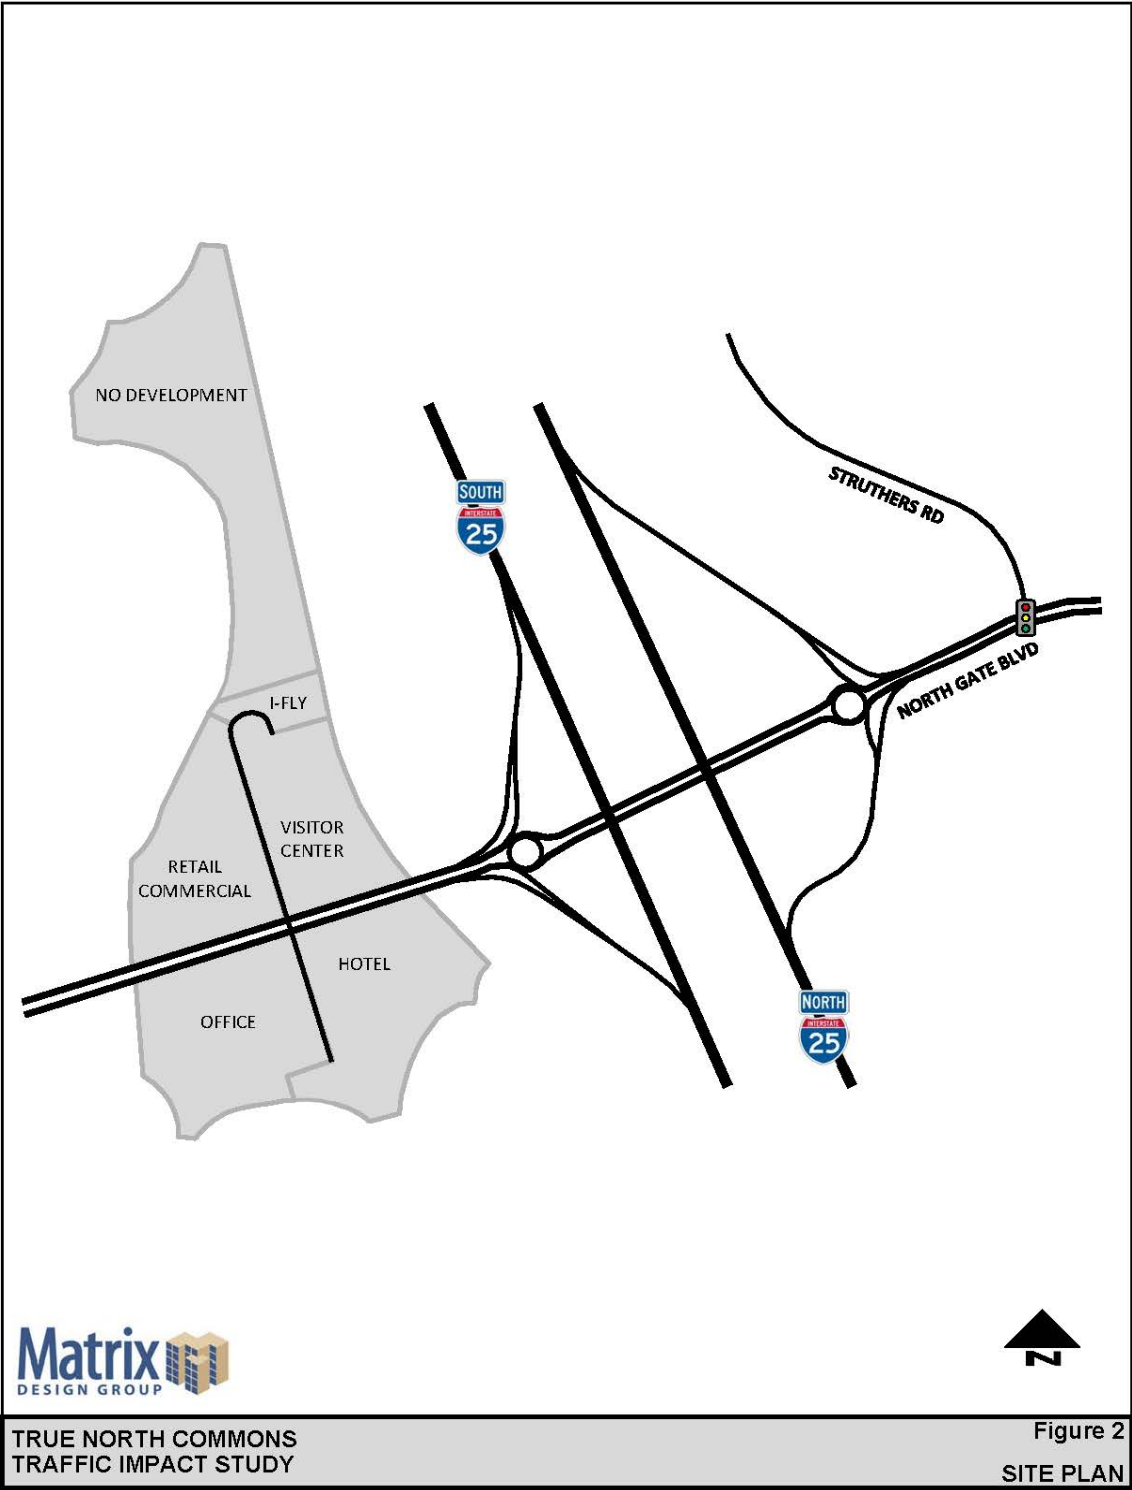 NO DEVELOPMENT
SOUTH
INTERSTATE
25
STRUTHERS RD
NORTH GATE BLVD
I-FLY
VISITOR
CENTER
RETAIL
COMMERCIAL
HOTEL
OFFICE
NORTH
INTERSTATE
25
Matrix
DESIGN GROUP
N
TRUE NORTH COMMONS
TRAFFIC IMPACT STUDY
Figure 2
SITE PLAN